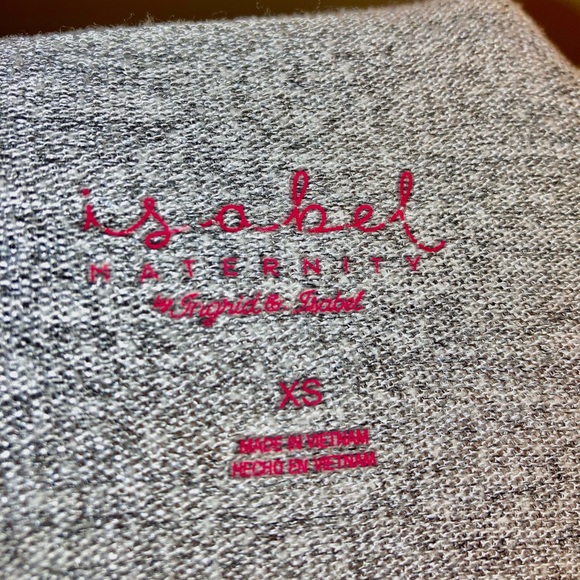 isabel
MATERNITY
by Ingrid & Isabel
XS
MADE IN VIETNAM
HECHO EN VIETNAM